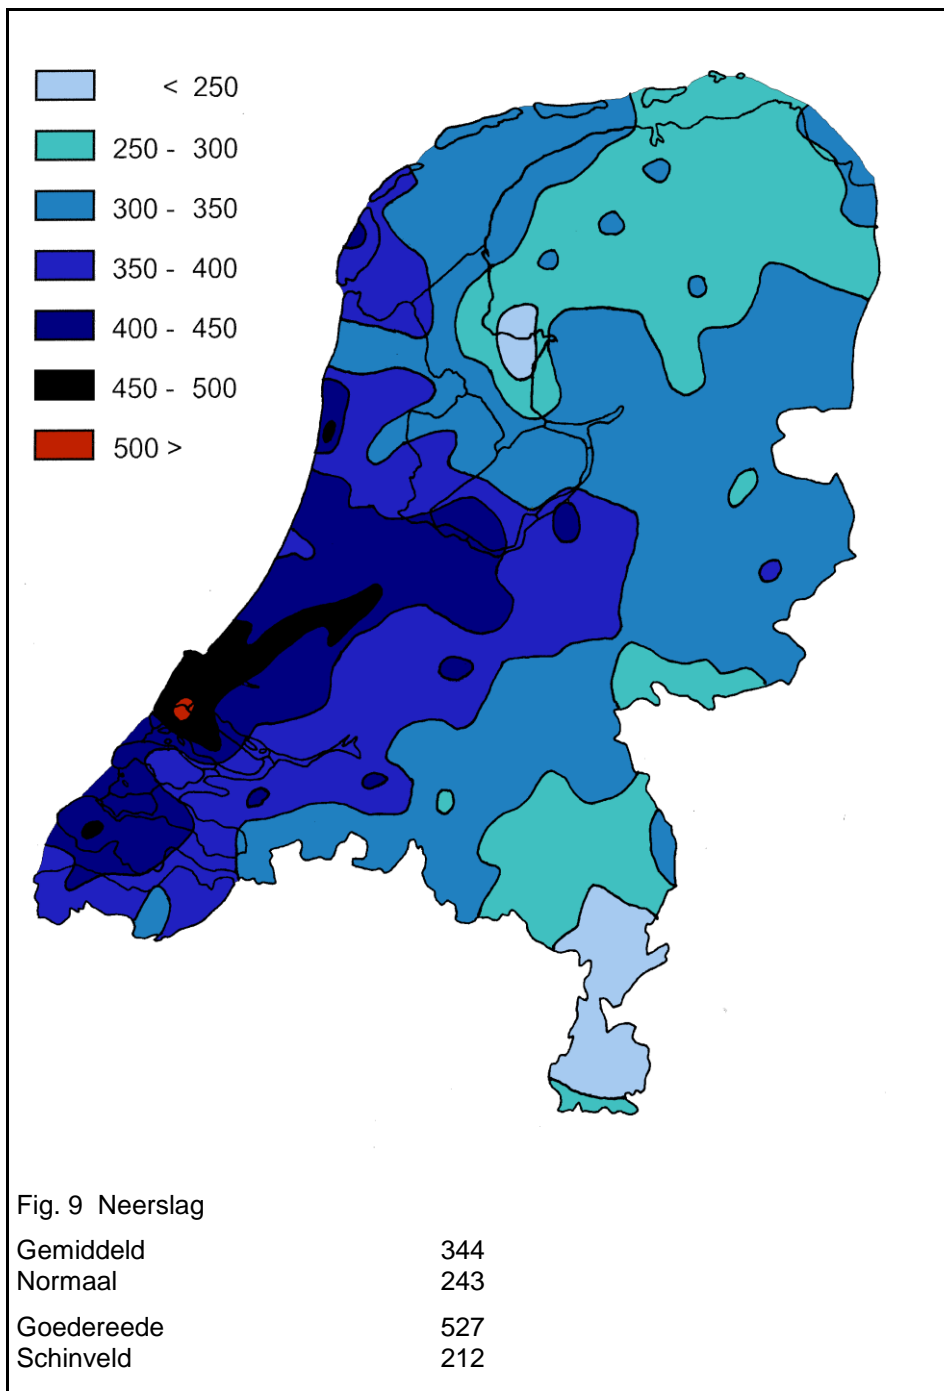 < 250
250 - 300
300 - 350
350 - 400
400 - 450
450 - 500
500 >
Fig. 9 Neerslag
Gemiddeld 344
Normaal 243
Goedereede 527
Schinveld 212